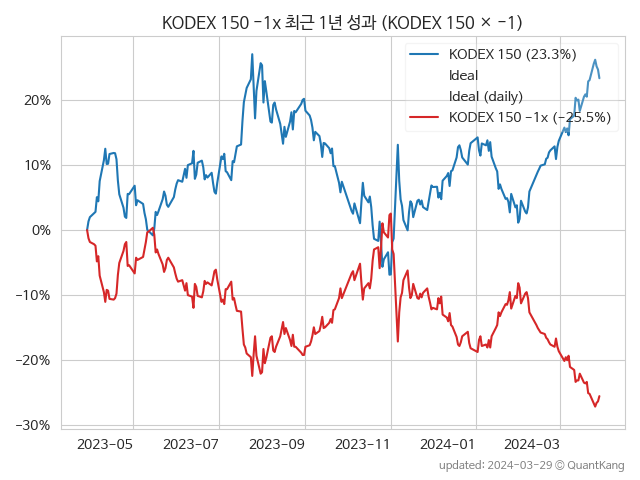 KODEX 150 −1x 최근 1년 성과 (KODEX 150 × −1)
KODEX 150 (23.3%)
Ideal
Ideal (daily)
KODEX 150 −1x (−25.5%)
20%
10%
0%
−10%
−20%
−30%
2023−05
2023−07
2023−09
2023−11
2024−01
2024−03
updated: 2024−03−29 © QuantKang